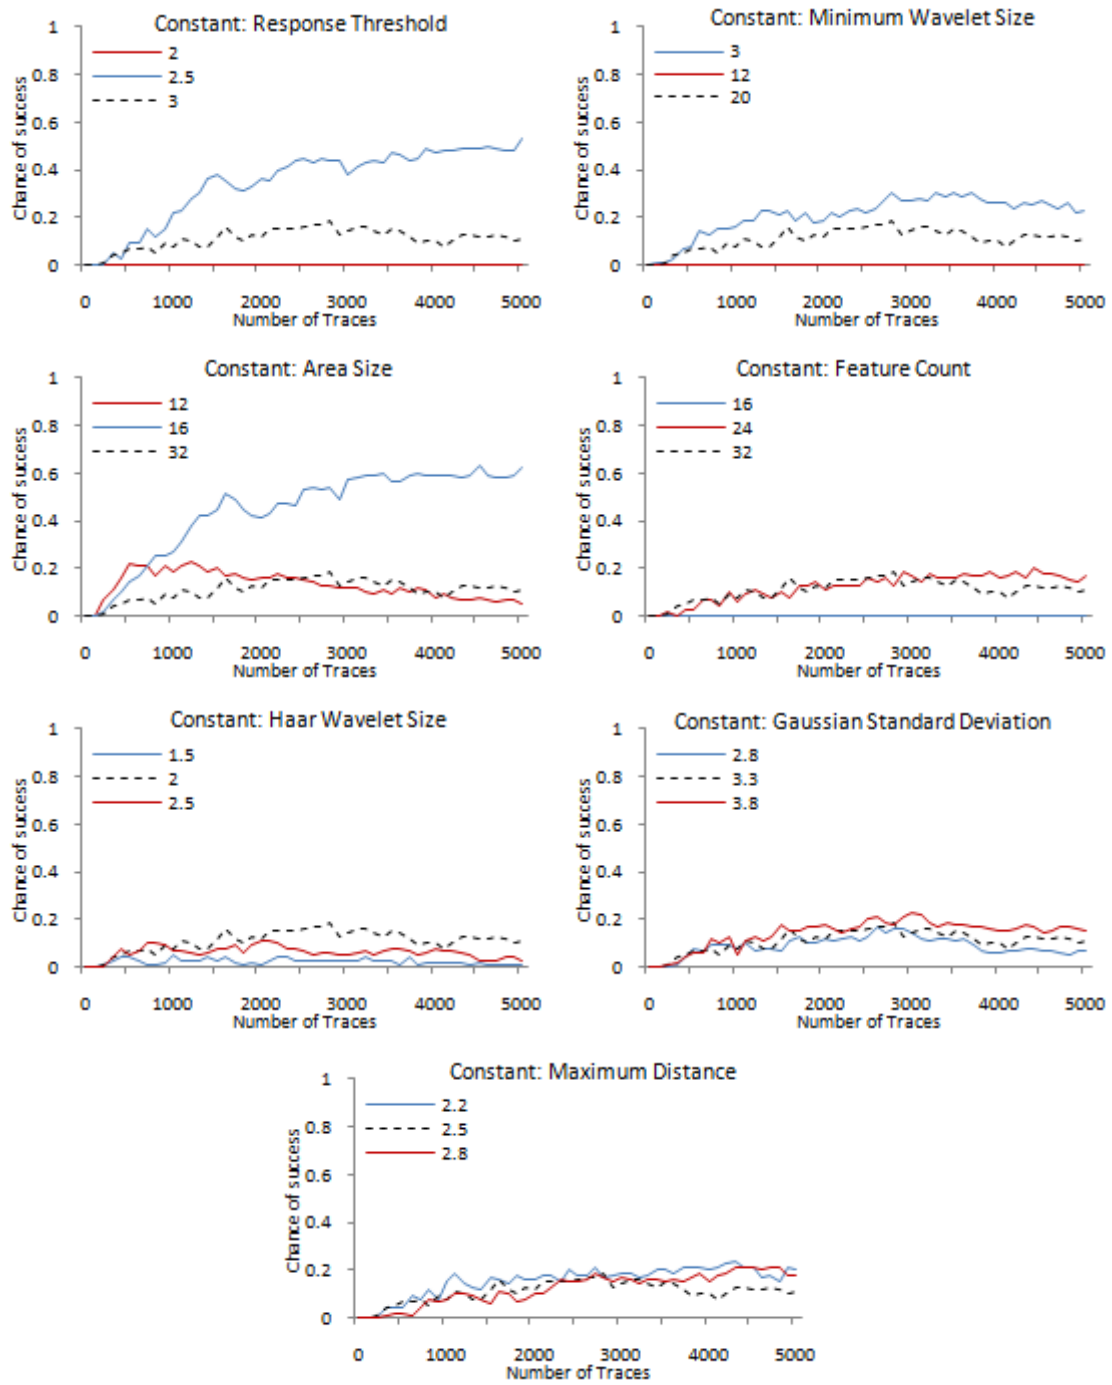 Constant: Response Threshold
2
2.5
3
1
0.8
0.6
0.4
0.2
0
Chance of success
0 1000 2000 3000 4000 5000
Number of Traces
Constant: Minimum Wavelet Size
3
12
20
1
0.8
0.6
0.4
0.2
0
Chance of success
0 1000 2000 3000 4000 5000
Number of Traces
Constant: Area Size
12
16
32
1
0.8
0.6
0.4
0.2
0
Chance of success
0 1000 2000 3000 4000 5000
Number of Traces
Constant: Feature Count
16
24
32
1
0.8
0.6
0.4
0.2
0
Chance of success
0 1000 2000 3000 4000 5000
Number of Traces
Constant: Haar Wavelet Size
1.5
2
2.5
1
0.8
0.6
0.4
0.2
0
Chance of success
0 1000 2000 3000 4000 5000
Number of Traces
Constant: Gaussian Standard Deviation
2.8
3.3
3.8
1
0.8
0.6
0.4
0.2
0
Chance of success
0 1000 2000 3000 4000 5000
Number of Traces
Constant: Maximum Distance
2.2
2.5
2.8
1
0.8
0.6
0.4
0.2
0
Chance of success
0 1000 2000 3000 4000 5000
Number of Traces